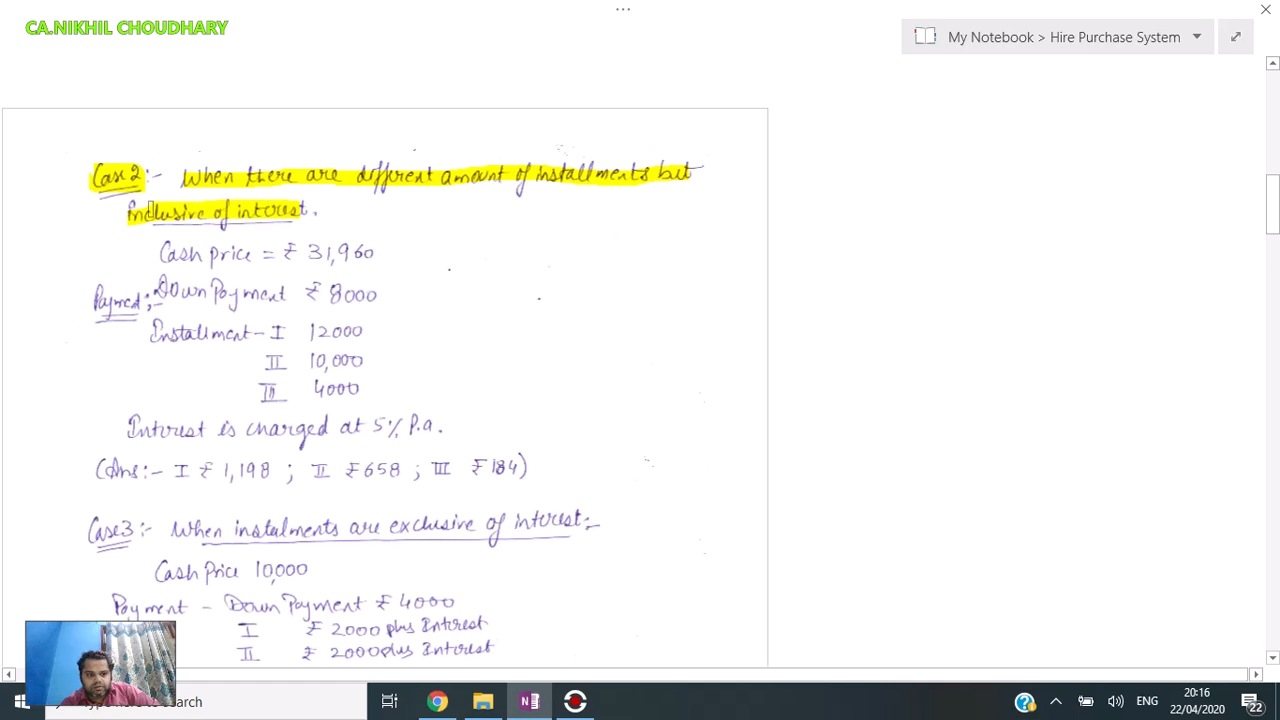 CA.NIKHIL CHOUDHARY
My Notebook > Hire Purchase System
Case 2:- When there are different amount of installments but
inclusive of interest.
Cash price = ₹ 31,960
Payment:- Down Payment ₹ 8000
Installment - I 12000
II 10,000
III 4000
Interest is charged at 5% P.a.
(Ans:- I ₹ 1,198 ; II ₹ 658 ; III ₹ 184)
Case 3:- When instalments are exclusive of interest:-
Cash Price 10,000
Payment - Down Payment ₹ 4000
I ₹ 2000 plus Interest
II ₹ 2000 plus Interest
search
ENG
20:16
22/04/2020
22